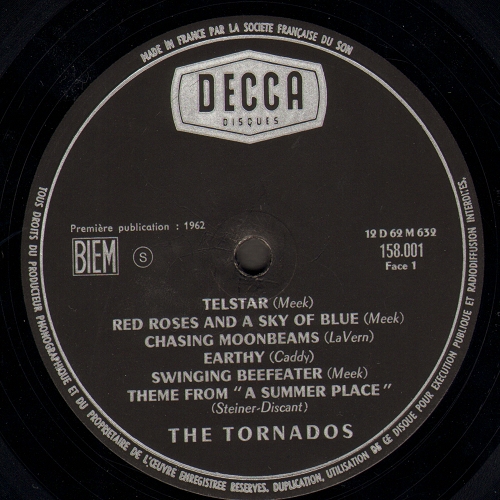 MADE IN FRANCE PAR LA SOCIETE FRANÇAISE DU SON
DECCA
DISQUES
Première publication : 1962
BIEM
S
12 D 62 M 632
158.001
Face 1
TELSTAR (Meek)
RED ROSES AND A SKY OF BLUE (Meek)
CHASING MOONBEAMS (LaVern)
EARTHY (Caddy)
SWINGING BEEFEATER (Meek)
THEME FROM "A SUMMER PLACE"
(Steiner-Discant)
THE TORNADOS
TOUS DROITS DU PRODUCTEUR PHONOGRAPHIQUE ET DU PROPRIETAIRE DE L'ŒUVRE ENREGISTREE RESERVES. DUPLICATION, UTILISATION DE CE DISQUE POUR EXECUTION PUBLIQUE ET RADIODIFFUSION INTERDITES.